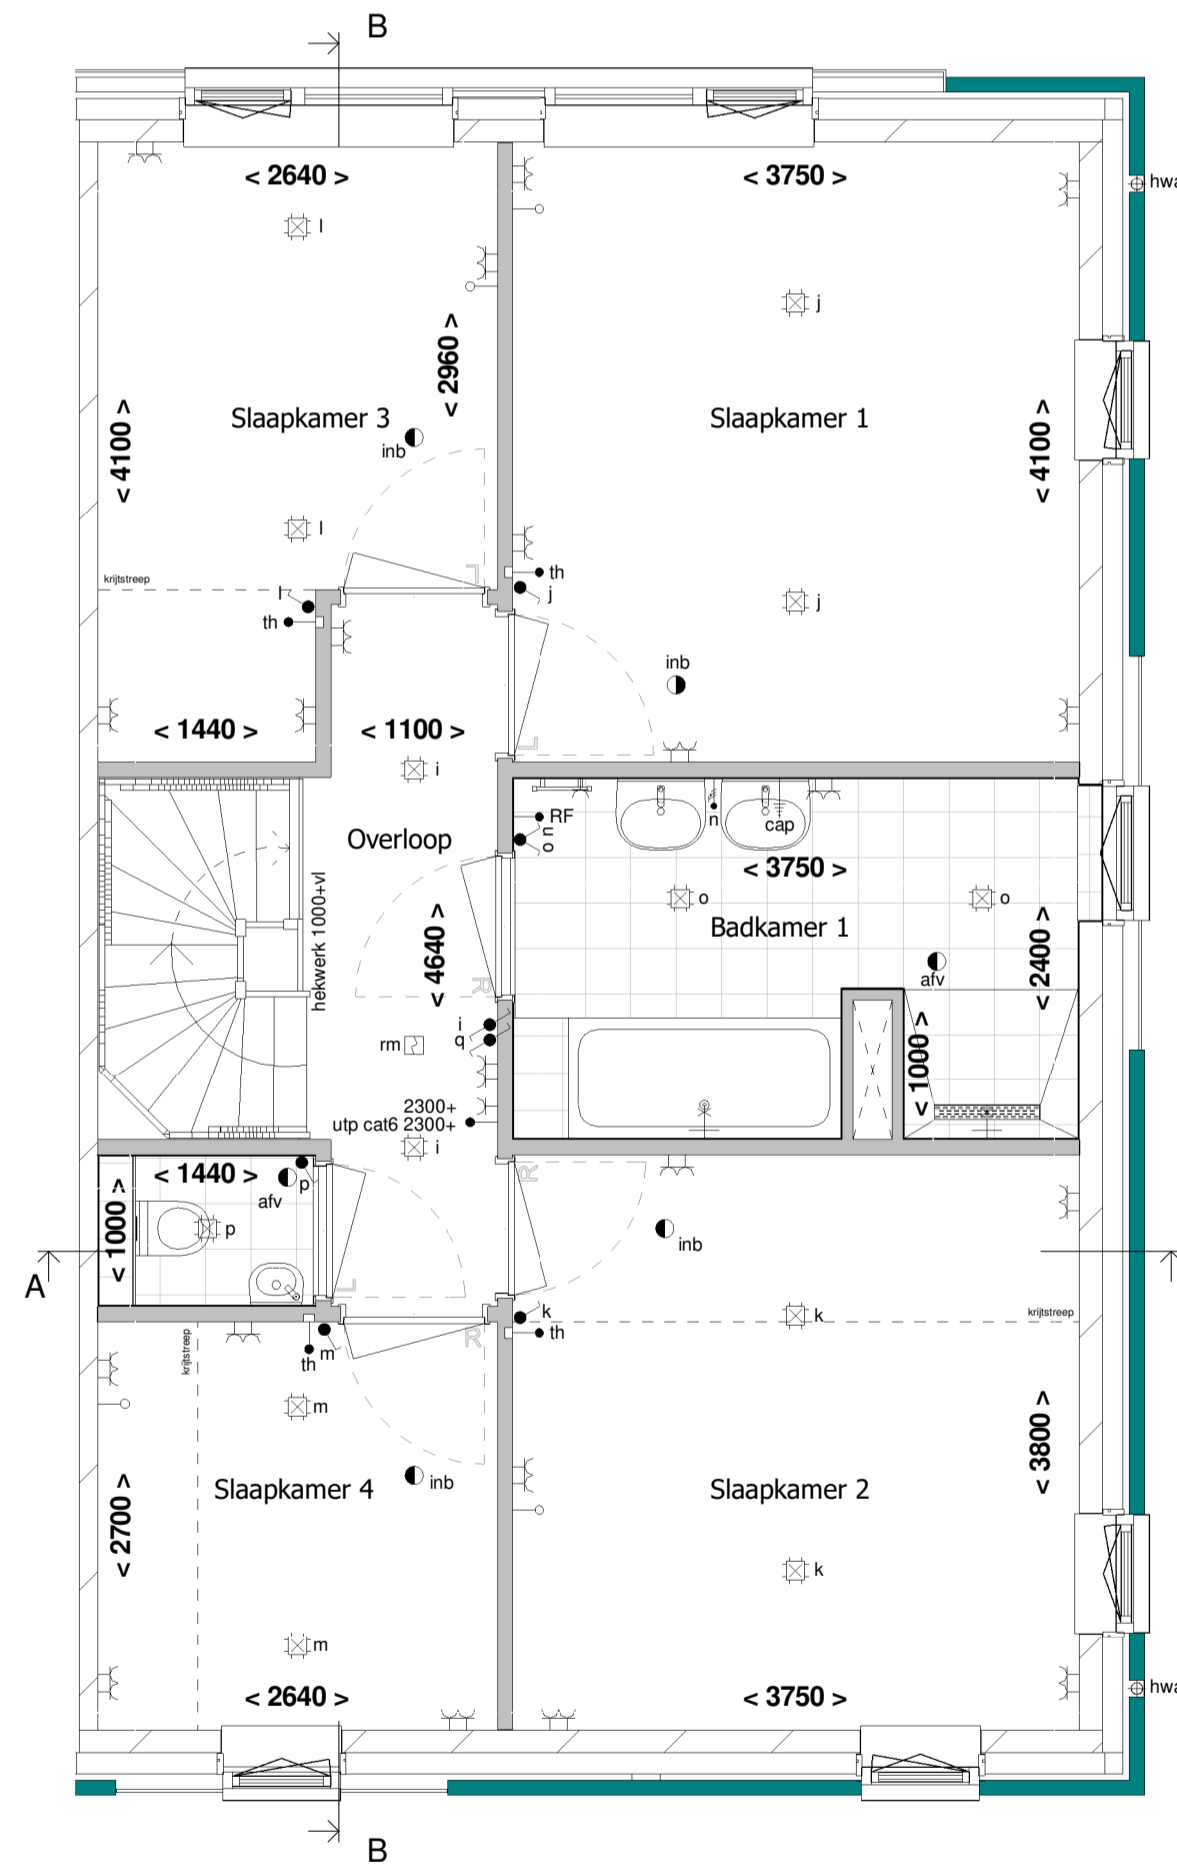 B
hwa
< 2640 >
< 3750 >
l
j
< 2960 >
Slaapkamer 3
Slaapkamer 1
inb
< 4100 >
< 4100 >
l
th
j
krijtstreep
l
th
j
inb
< 1440 >
< 1100 >
L
L
i
Overloop
RF
n
o
n
cap
< 3750 >
hekwerk 1000+vl
< 4640 >
o
o
Badkamer 1
< 2400 >
afv
R
i
q
rm
< 1000 >
2300+
utp cat6 2300+
i
< 1440 >
p
afv
p
< 1000 >
R
inb
A
L
k
k
krijtstreep
th
R
krijtstreep
th
m
m
< 3800 >
Slaapkamer 4
inb
Slaapkamer 2
< 2700 >
k
m
< 2640 >
< 3750 >
hwa
B